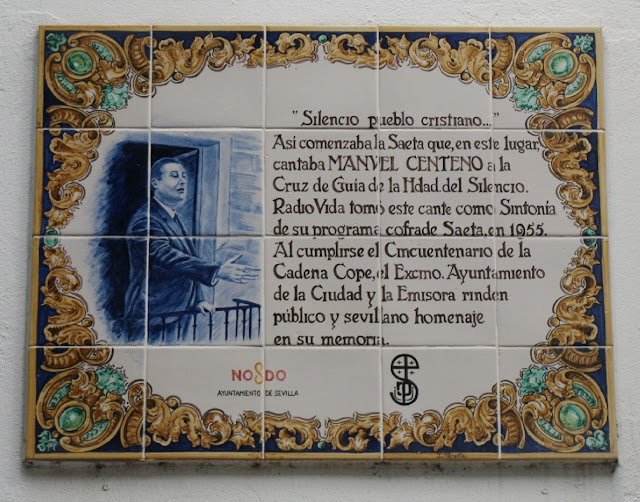 "Silencio pueblo cristiano..."
Asi comenzaba la Saeta que, en este lugar,
cantaba MANVEL CENTENO a la
Cruz de Guía de la Hdad. del Silencio.
Radio Vida tomó este cante como Sintonía
de su programa cofrade Saeta, en 1955.
Al cumplirse el Cincuentenario de la
Cadena Cope, el Excmo. Ayuntamiento
de la Ciudad y la Emisora rinden
público y sevillano homenaje
en su memoria.
NO8DO
AYUNTAMIENTO DE SEVILLA